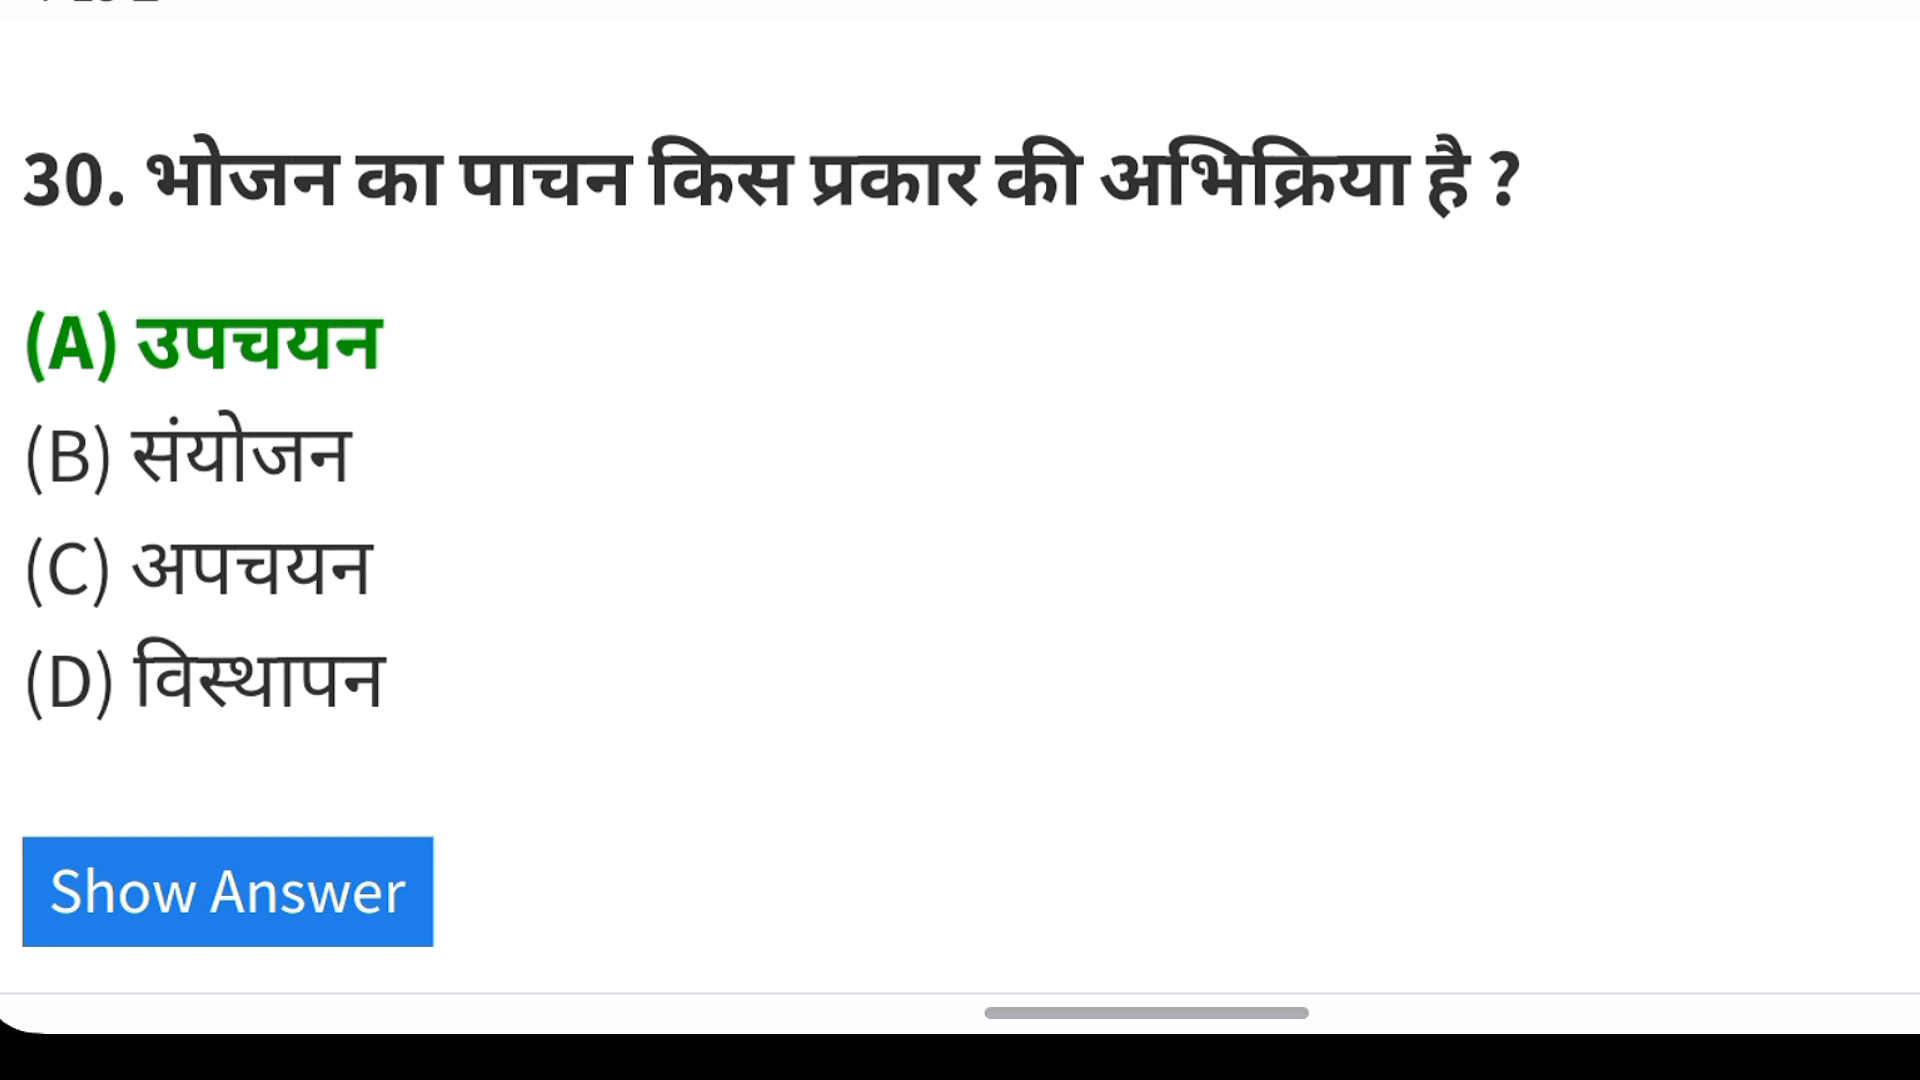 30. भोजन का पाचन किस प्रकार की अभिक्रिया है ?
(A) उपचयन
(B) संयोजन
(C) अपचयन
(D) विस्थापन
Show Answer